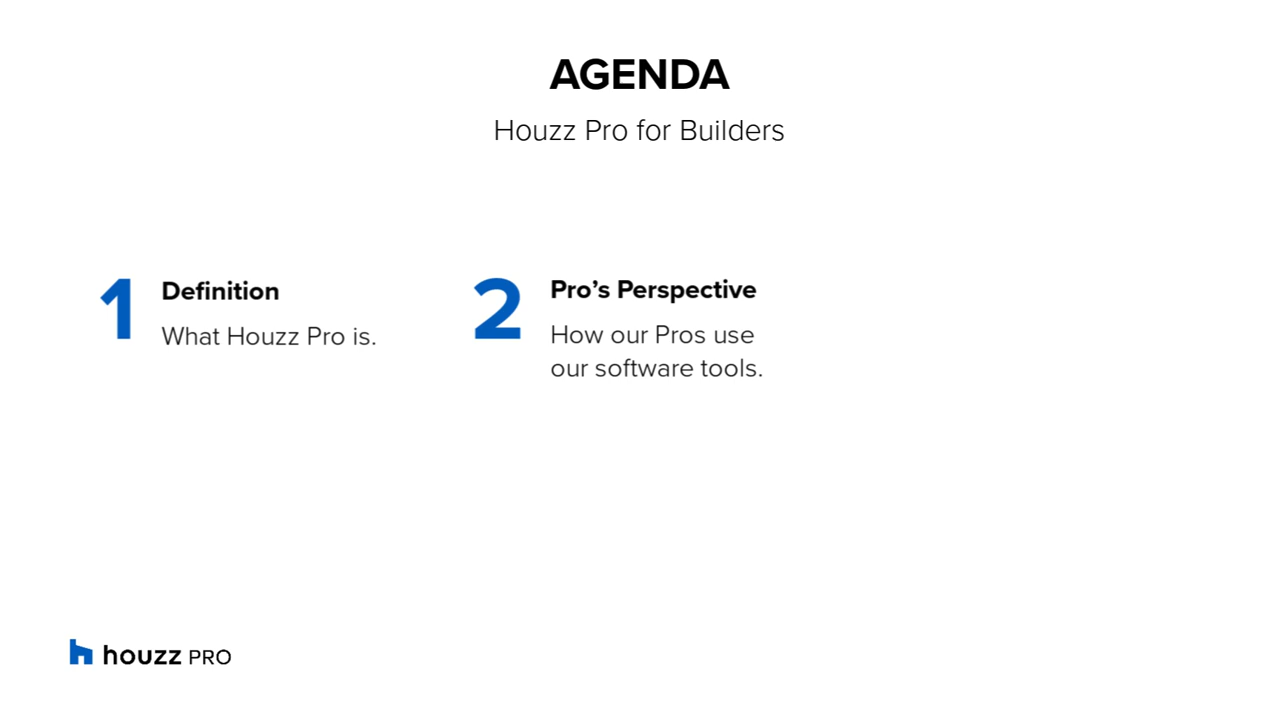 AGENDA
Houzz Pro for Builders
1
Definition
What Houzz Pro is.
2
Pro’s Perspective
How our Pros use
our software tools.
houzz PRO